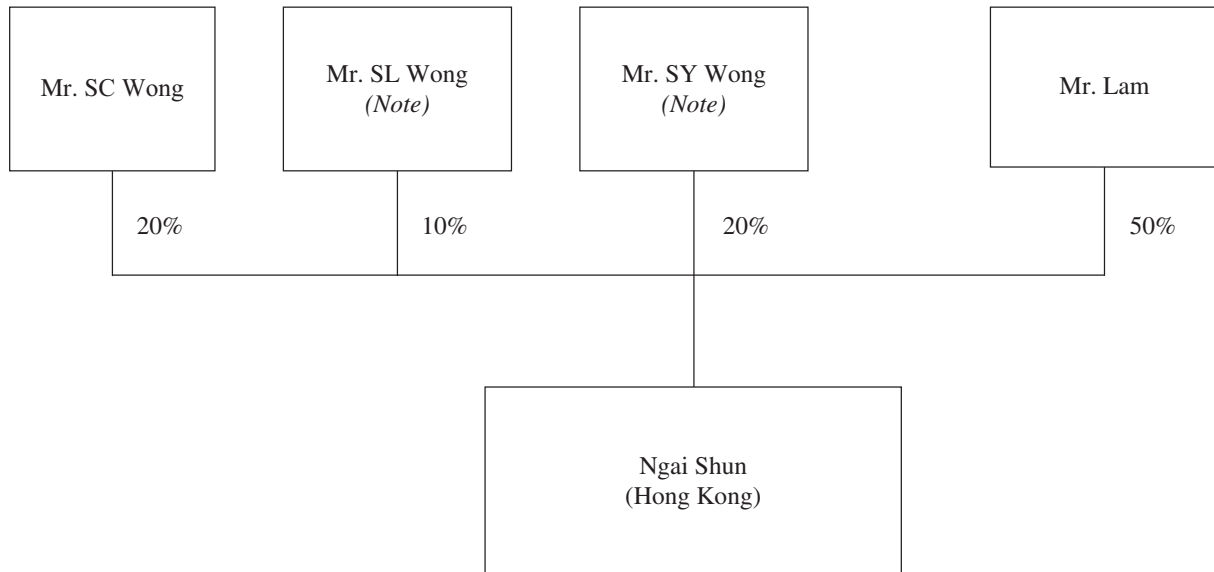 Mr. SC Wong
Mr. SL Wong
(Note)
Mr. SY Wong
(Note)
Mr. Lam
20%
10%
20%
50%
Ngai Shun
(Hong Kong)